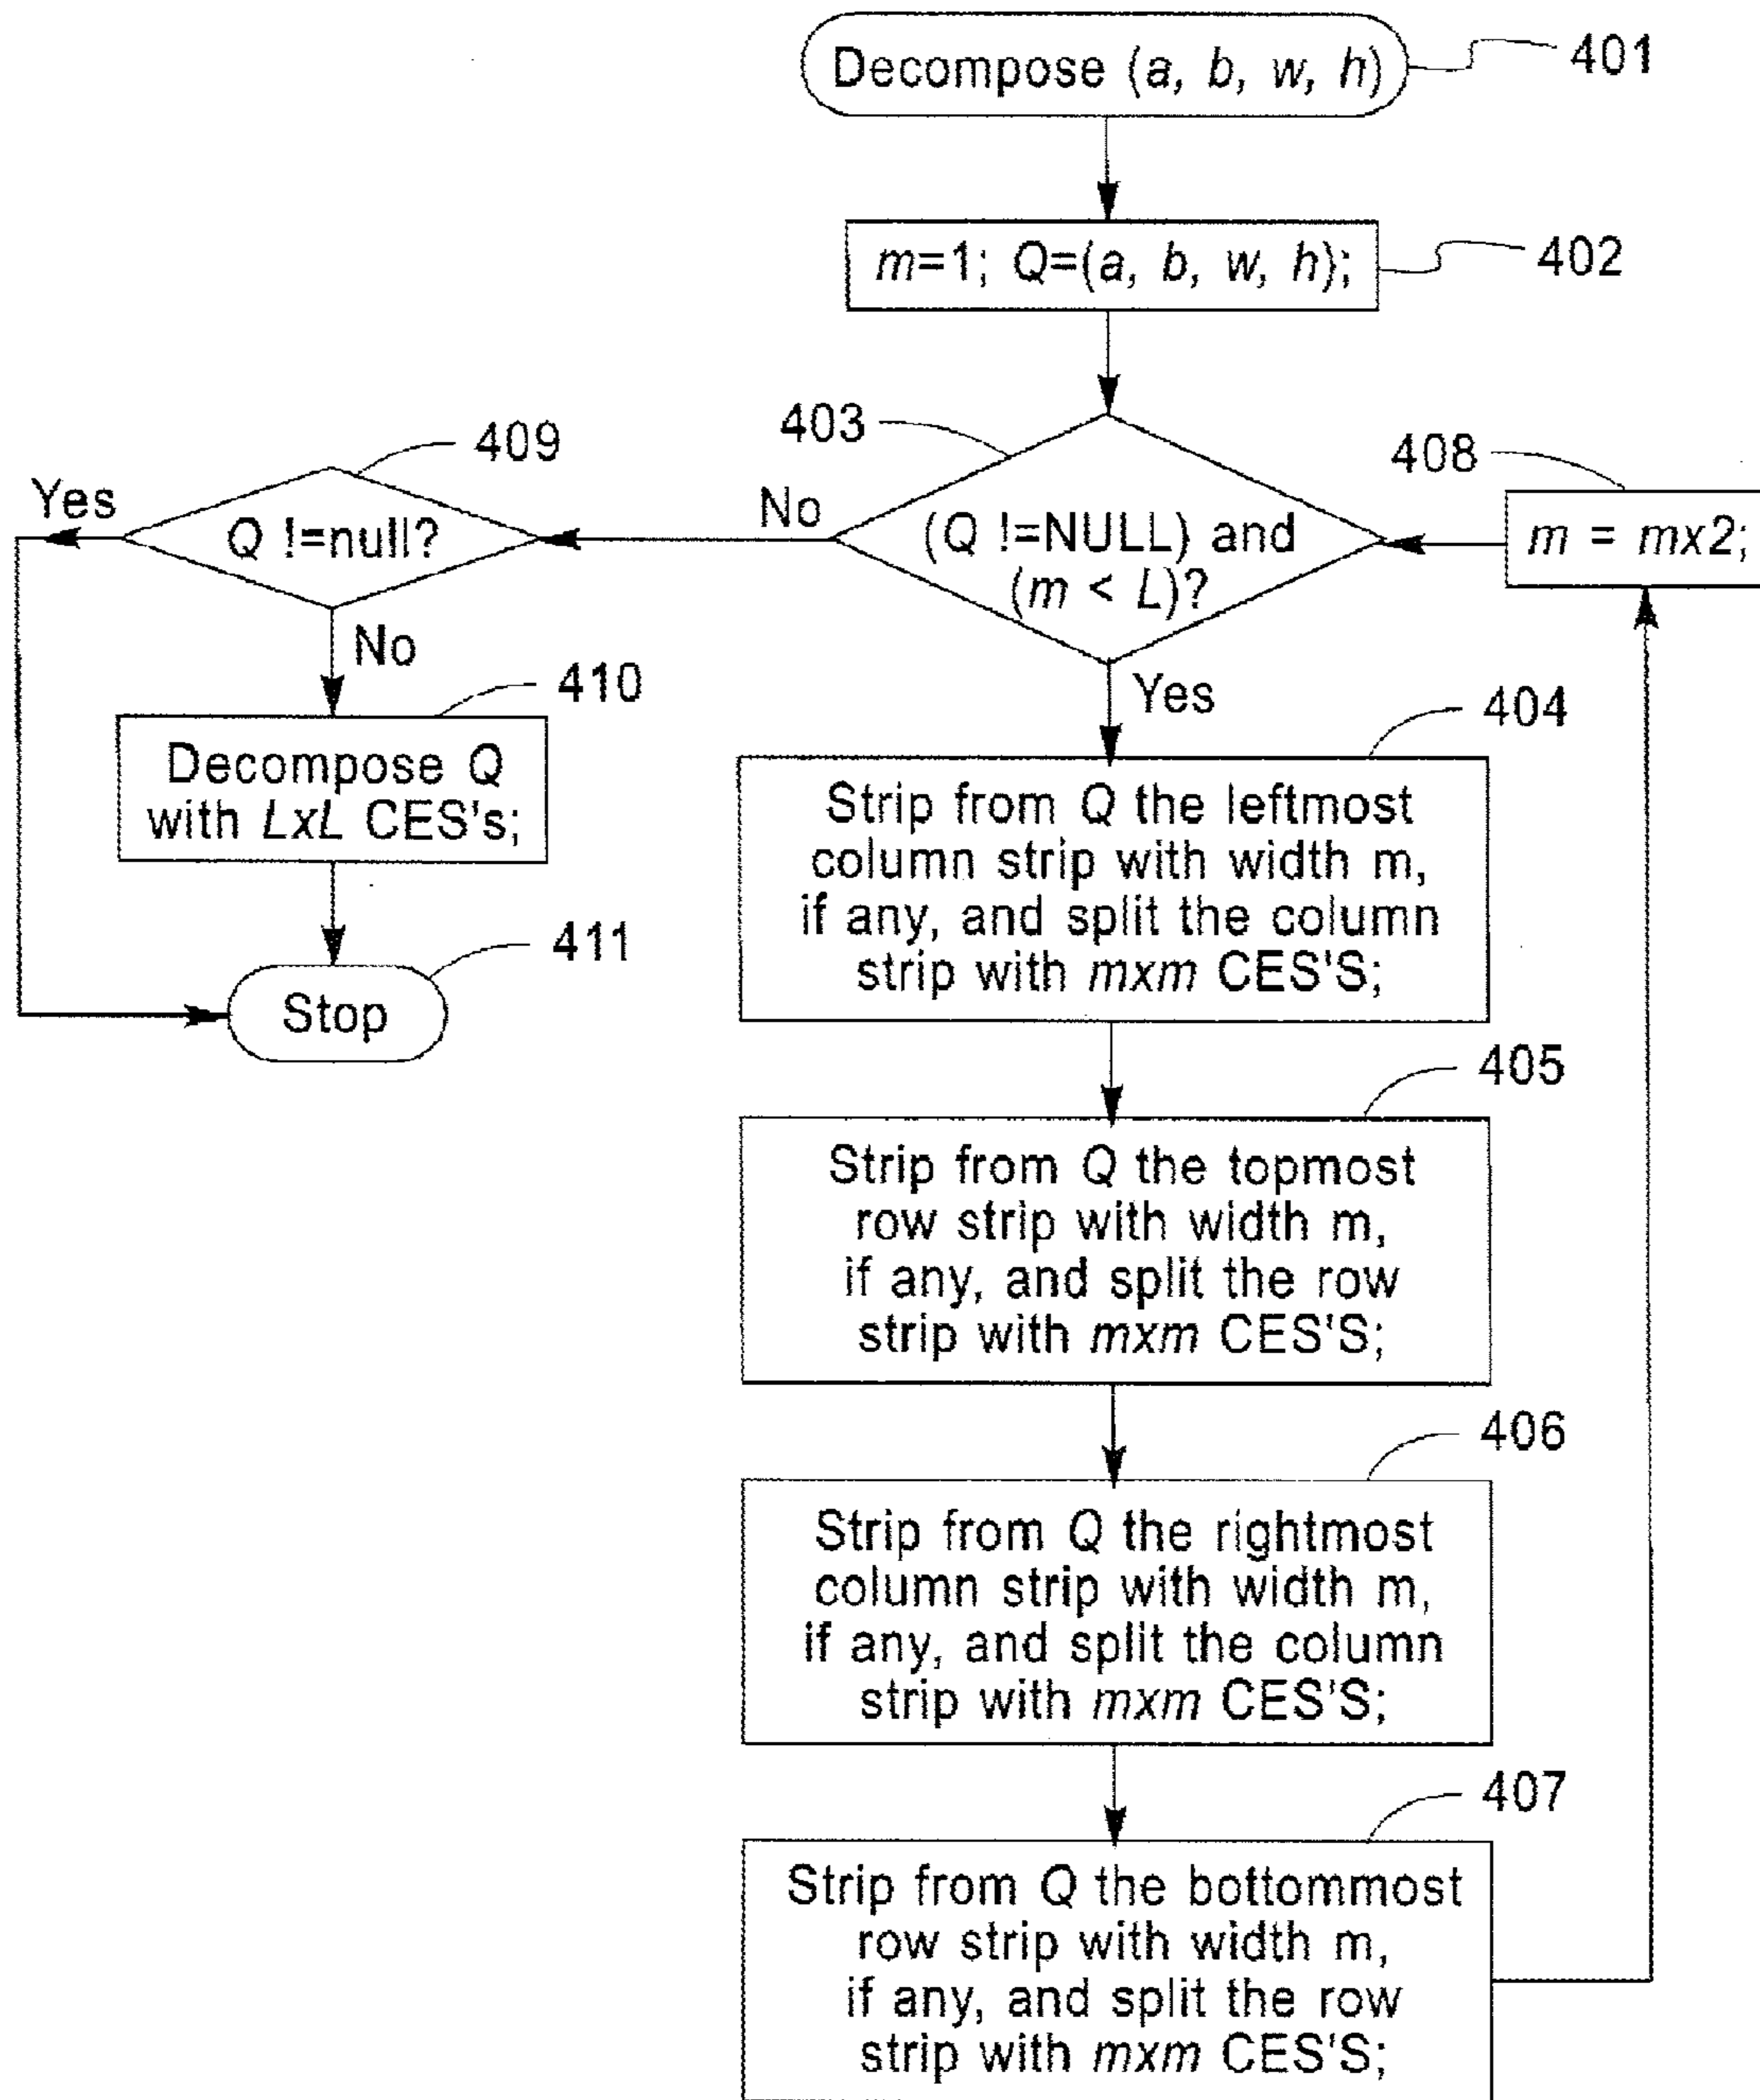 Decompose (a, b, w, h)
401
m=1; Q=(a, b, w, h);
402
403
(Q !=NULL) and
(m < L)?
No
Yes
408
m = mx2;
409
Q !=null?
Yes
No
410
Decompose Q
with LxL CES's;
411
Stop
404
Strip from Q the leftmost
column strip with width m,
if any, and split the column
strip with mxm CES'S;
405
Strip from Q the topmost
row strip with width m,
if any, and split the row
strip with mxm CES'S;
406
Strip from Q the rightmost
column strip with width m,
if any, and split the column
strip with mxm CES'S;
407
Strip from Q the bottommost
row strip with width m,
if any, and split the row
strip with mxm CES'S;